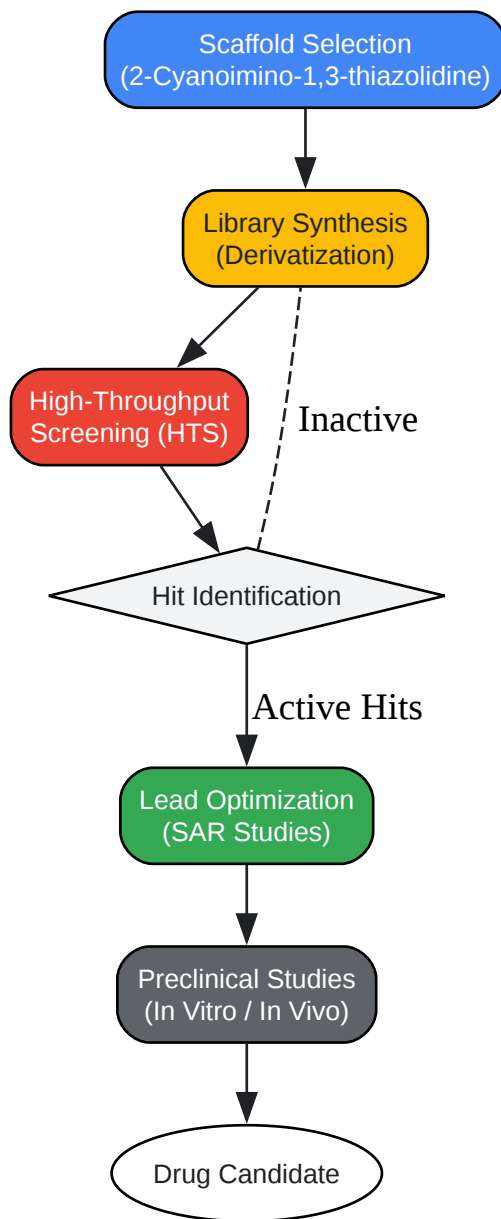 Scaffold Selection
(2-Cyanoimino-1,3-thiazolidine)
Library Synthesis
(Derivatization)
High-Throughput
Screening (HTS)
Inactive
Hit Identification
Active Hits
Lead Optimization
(SAR Studies)
Preclinical Studies
(In Vitro / In Vivo)
Drug Candidate